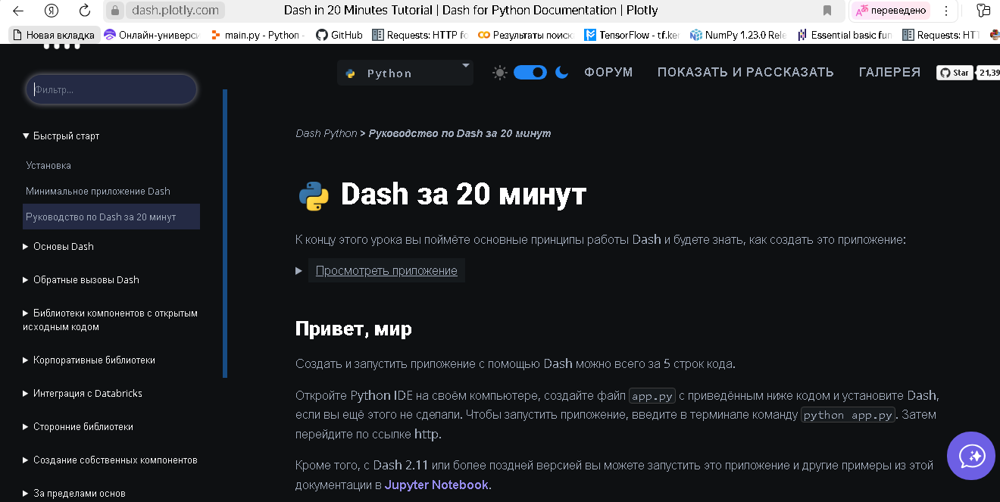 dash.plotly.com
Dash in 20 Minutes Tutorial | Dash for Python Documentation | Plotly
переведено
Новая вкладка
Онлайн-универси
main.py - Python -
GitHub
Requests: HTTP fo
Результаты поиска
TensorFlow - tf.ker
NumPy 1.23.0 Rele
Essential basic fun
Requests: HTT
Фильтр...
Python
ФОРУМ
ПОКАЗАТЬ И РАССКАЗАТЬ
ГАЛЕРЕЯ
Star
21,39
Быстрый старт
Установка
Минимальное приложение Dash
Руководство по Dash за 20 минут
Основы Dash
Обратные вызовы Dash
Библиотеки компонентов с открытым
исходным кодом
Корпоративные библиотеки
Интеграция с Databricks
Сторонние библиотеки
Создание собственных компонентов
За пределами основ
Dash Python > Руководство по Dash за 20 минут
Dash за 20 минут
К концу этого урока вы поймёте основные принципы работы Dash и будете знать, как создать это приложение:
Просмотреть приложение
Привет, мир
Создать и запустить приложение с помощью Dash можно всего за 5 строк кода.
Откройте Python IDE на своём компьютере, создайте файл app.py с приведённым ниже кодом и установите Dash,
если вы ещё этого не сделали. Чтобы запустить приложение, введите в терминале команду python app.py. Затем
перейдите по ссылке http.
Кроме того, с Dash 2.11 или более поздней версией вы можете запустить это приложение и другие примеры из этой
документации в Jupyter Notebook.